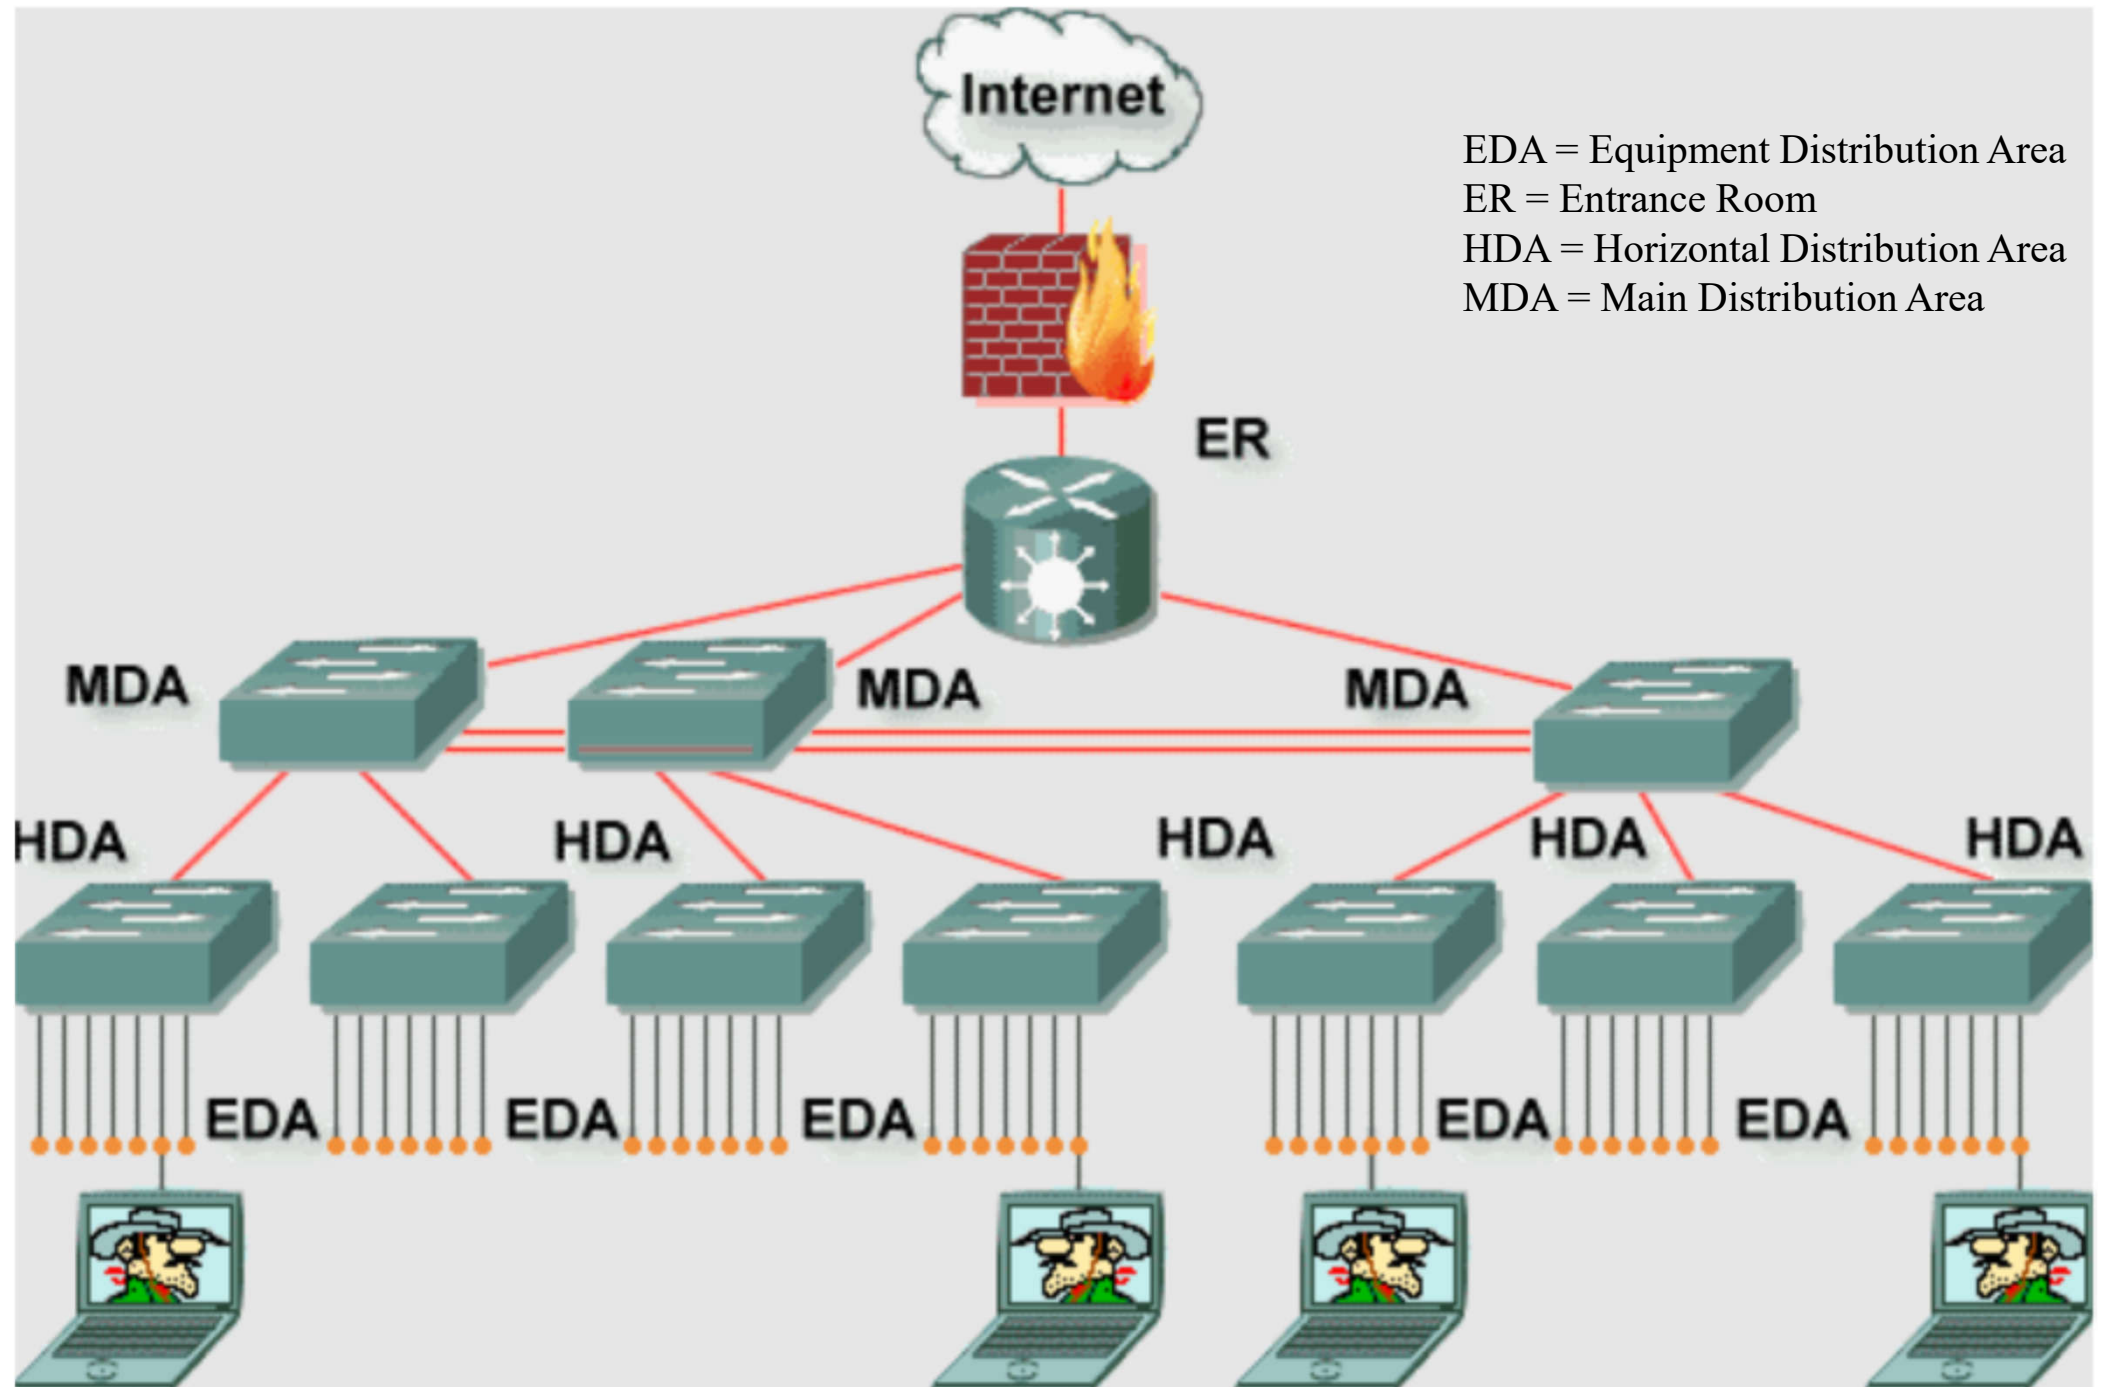 Internet
EDA = Equipment Distribution Area
ER = Entrance Room
HDA = Horizontal Distribution Area
MDA = Main Distribution Area
ER
MDA
MDA
MDA
HDA
HDA
HDA
HDA
HDA
EDA
EDA
EDA
EDA
EDA